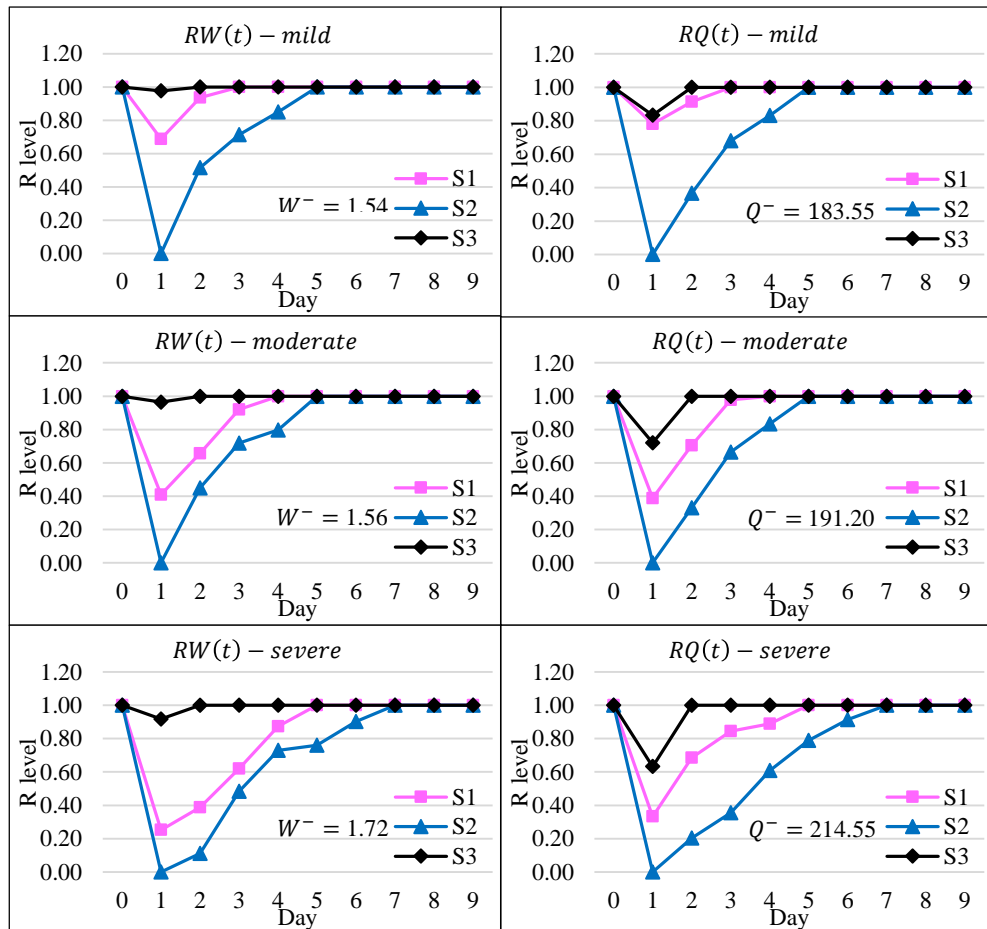 RW(t) − mild
1.20
1.00
0.80
0.60
0.40
0.20
0.00
R level
S1
W⁻ = 1.54
S2
S3
0 1 2 3 4 5 6 7 8 9
Day
RQ(t) − mild
1.20
1.00
0.80
0.60
0.40
0.20
0.00
R level
S1
Q⁻ = 183.55
S2
S3
0 1 2 3 4 5 6 7 8 9
Day
RW(t) − moderate
1.20
1.00
0.80
0.60
0.40
0.20
0.00
R level
S1
W⁻ = 1.56
S2
S3
0 1 2 3 4 5 6 7 8 9
Day
RQ(t) − moderate
1.20
1.00
0.80
0.60
0.40
0.20
0.00
R level
S1
Q⁻ = 191.20
S2
S3
0 1 2 3 4 5 6 7 8 9
Day
RW(t) − severe
1.20
1.00
0.80
0.60
0.40
0.20
0.00
R level
S1
W⁻ = 1.72
S2
S3
0 1 2 3 4 5 6 7 8 9
Day
RQ(t) − severe
1.20
1.00
0.80
0.60
0.40
0.20
0.00
R level
S1
Q⁻ = 214.55
S2
S3
0 1 2 3 4 5 6 7 8 9
Day